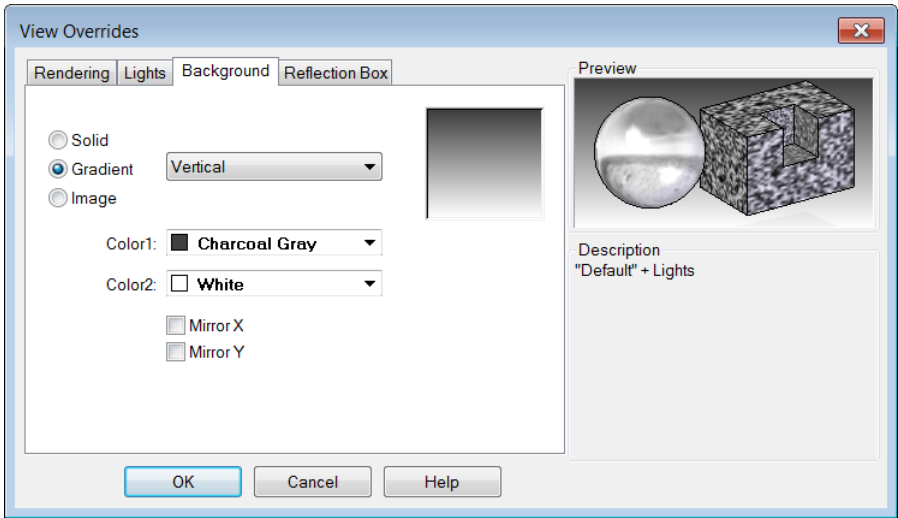 View Overrides
Rendering Lights Background Reflection Box
Solid
Gradient Vertical
Image
Color1: Charcoal Gray
Color2: White
Mirror X
Mirror Y
Preview
Description
"Default" + Lights
OK Cancel Help